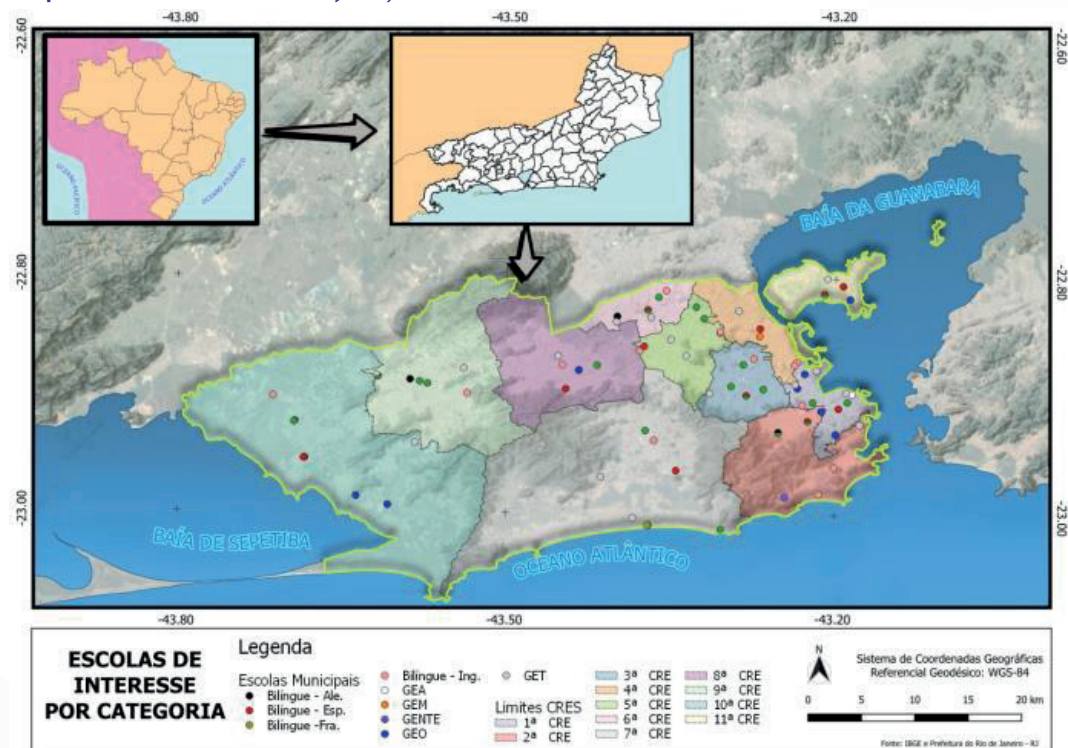 -43.80 -43.50 -43.20
-22.60 -22.60
OCEANO PACÍFICO
OCEANO ATLÂNTICO
BAÍA DA GUANABARA
-22.80 -22.80
-23.00 -23.00
BAÍA DE SEPETIBA
OCEANO ATLÂNTICO
-43.80 -43.50 -43.20
ESCOLAS DE
INTERESSE
POR CATEGORIA
Legenda
Escolas Municipais
Bilíngue - Ale.
Bilíngue - Esp.
Bilíngue -Fra.
Bilíngue - Ing.
GEA
GEM
GENTE
GEO
GET
Límites CRES
1ª CRE
2ª CRE
3ª CRE
4ª CRE
5ª CRE
6ª CRE
7ª CRE
8ª CRE
9ª CRE
10ª CRE
11ª CRE
N
Sistema de Coordenadas Geográficas
Referencial Geodésico: WGS-84
0 5 10 15 20 km
Fonte: IBGE e Prefeitura do Rio de Janeiro - RJ